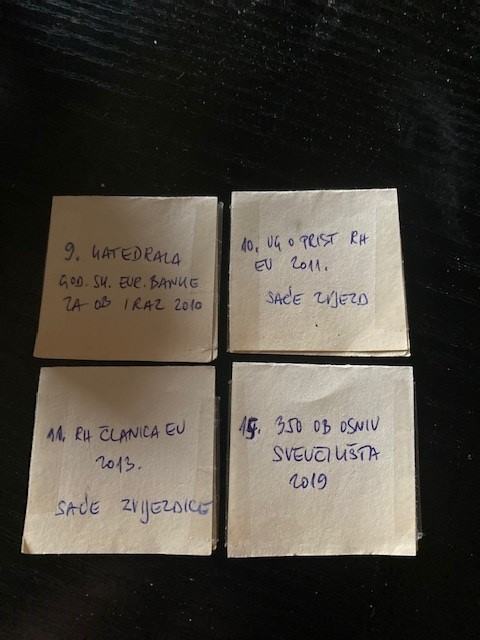 9. KATEDRALA
GOD. SK. EUR. BANKE
ZA OB I RAZ 2010
10. UG O PRIST RH
EU 2011.
SAĆE ZVIJEZD
11. RH ČLANICA EU
2013.
SAĆE ZVIJEZDICE
350 OB OSNIV
SVEUČILIŠTA
2019